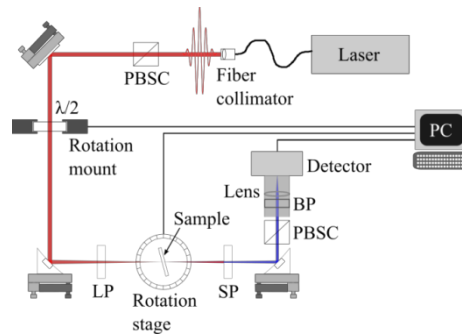 Laser
PBSC
Fiber
collimator
λ/2
Rotation
mount
PC
Detector
Lens
BP
Sample
PBSC
LP
SP
Rotation
stage